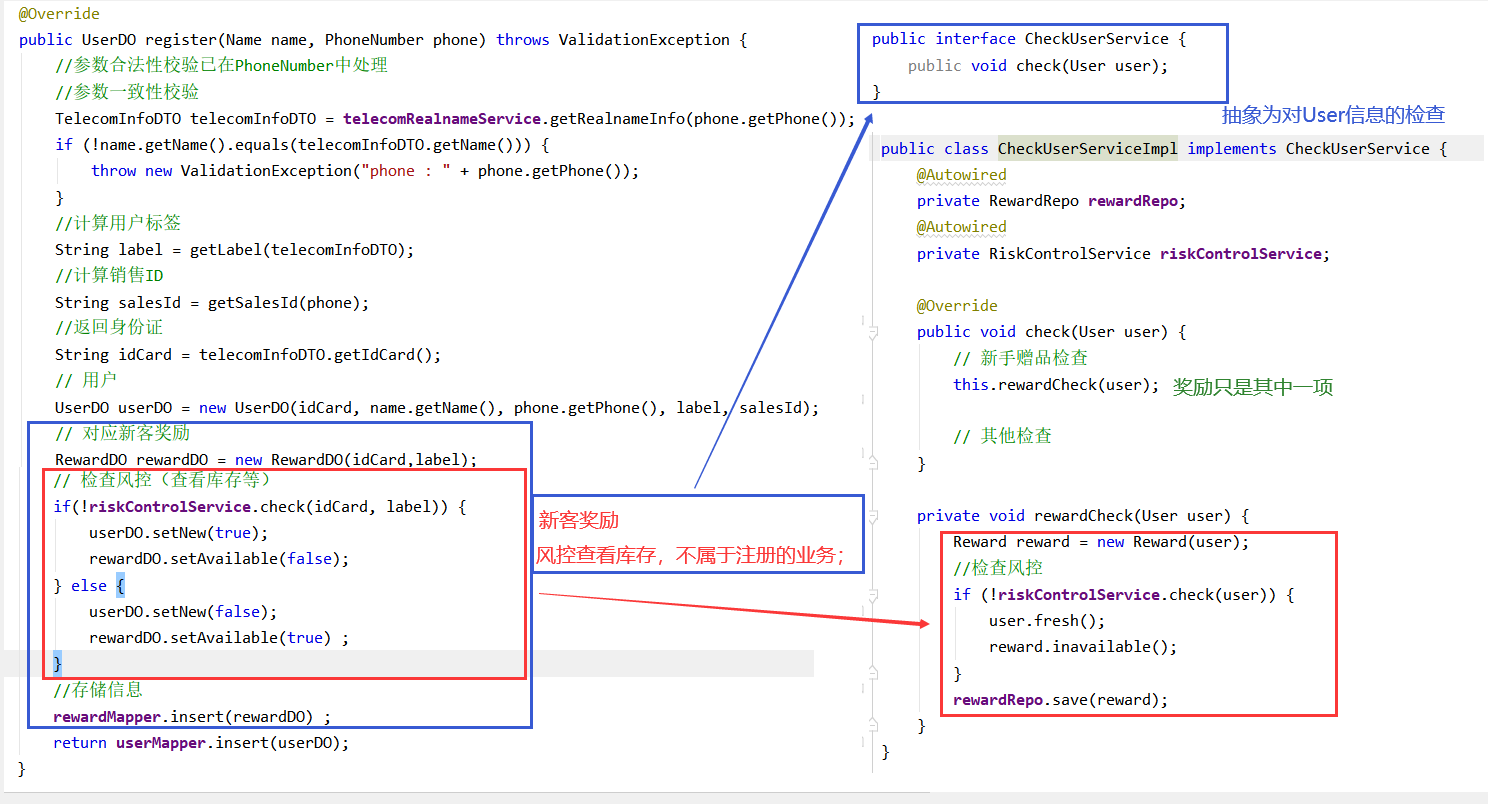 @Override
public UserDO register(Name name, PhoneNumber phone) throws ValidationException {
//参数合法性校验已在PhoneNumber中处理
//参数一致性校验
TelecomInfoDTO telecomInfoDTO = telecomRealnameService.getRealnameInfo(phone.getPhone());
if (!name.getName().equals(telecomInfoDTO.getName())) {
throw new ValidationException("phone : " + phone.getPhone());
}
//计算用户标签
String label = getLabel(telecomInfoDTO);
//计算销售ID
String salesId = getSalesId(phone);
//返回身份证
String idCard = telecomInfoDTO.getIdCard();
// 用户
UserDO userDO = new UserDO(idCard, name.getName(), phone.getPhone(), label, salesId);
// 对应新客奖励
RewardDO rewardDO = new RewardDO(idCard,label);
// 检查风控（查看库存等）
if(!riskControlService.check(idCard, label)) {
userDO.setNew(true);
rewardDO.setAvailable(false);
} else {
userDO.setNew(false);
rewardDO.setAvailable(true) ;
}
//存储信息
rewardMapper.insert(rewardDO) ;
return userMapper.insert(userDO);
}
新客奖励
风控查看库存，不属于注册的业务；
public interface CheckUserService {
public void check(User user);
}
抽象为对User信息的检查
public class CheckUserServiceImpl implements CheckUserService {
@Autowired
private RewardRepo rewardRepo;
@Autowired
private RiskControlService riskControlService;
@Override
public void check(User user) {
// 新手赠品检查
this.rewardCheck(user); 奖励只是其中一项
// 其他检查
}
private void rewardCheck(User user) {
Reward reward = new Reward(user);
//检查风控
if (!riskControlService.check(user)) {
user.fresh();
reward.inavailable();
}
rewardRepo.save(reward);
}
}